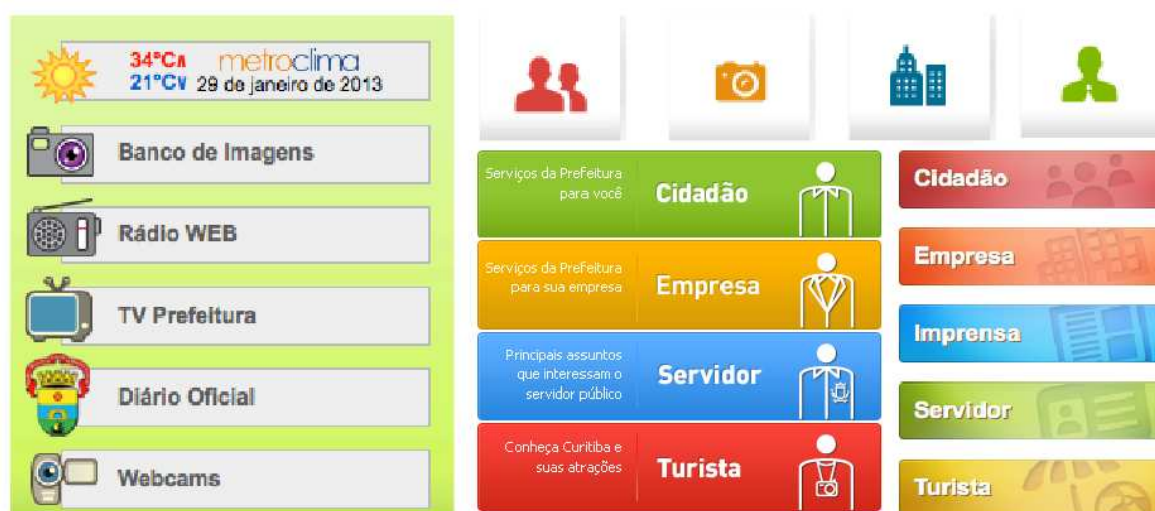 34°C∧ metroclima
21°C∨ 29 de janeiro de 2013
Banco de Imagens
Rádio WEB
TV Prefeitura
Diário Oficial
Webcams
Serviços da Prefeitura
para você
Cidadão
Serviços da Prefeitura
para sua empresa
Empresa
Principais assuntos
que interessam o
servidor público
Servidor
Conheça Curitiba e
suas atrações
Turista
Cidadão
Empresa
Imprensa
Servidor
Turista